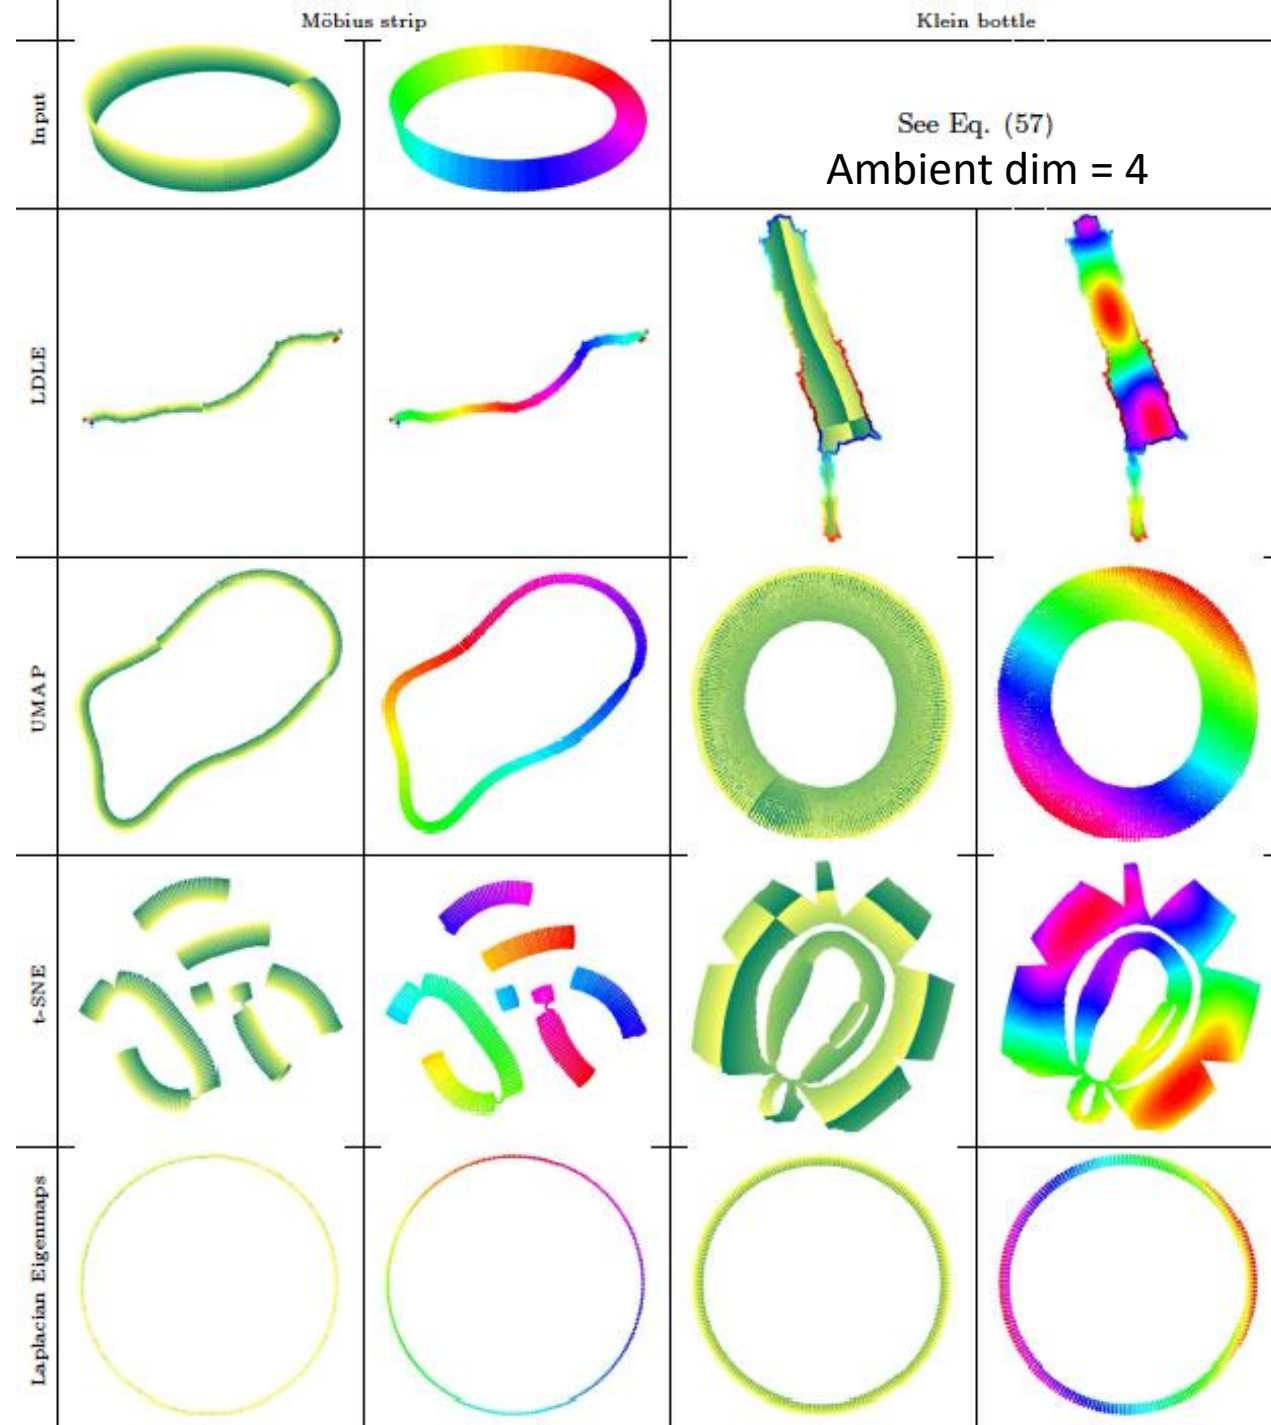 Möbius strip
Klein bottle
Input
See Eq. (57)
Ambient dim = 4
LDLE
UMAP
t-SNE
Laplacian Eigenmaps